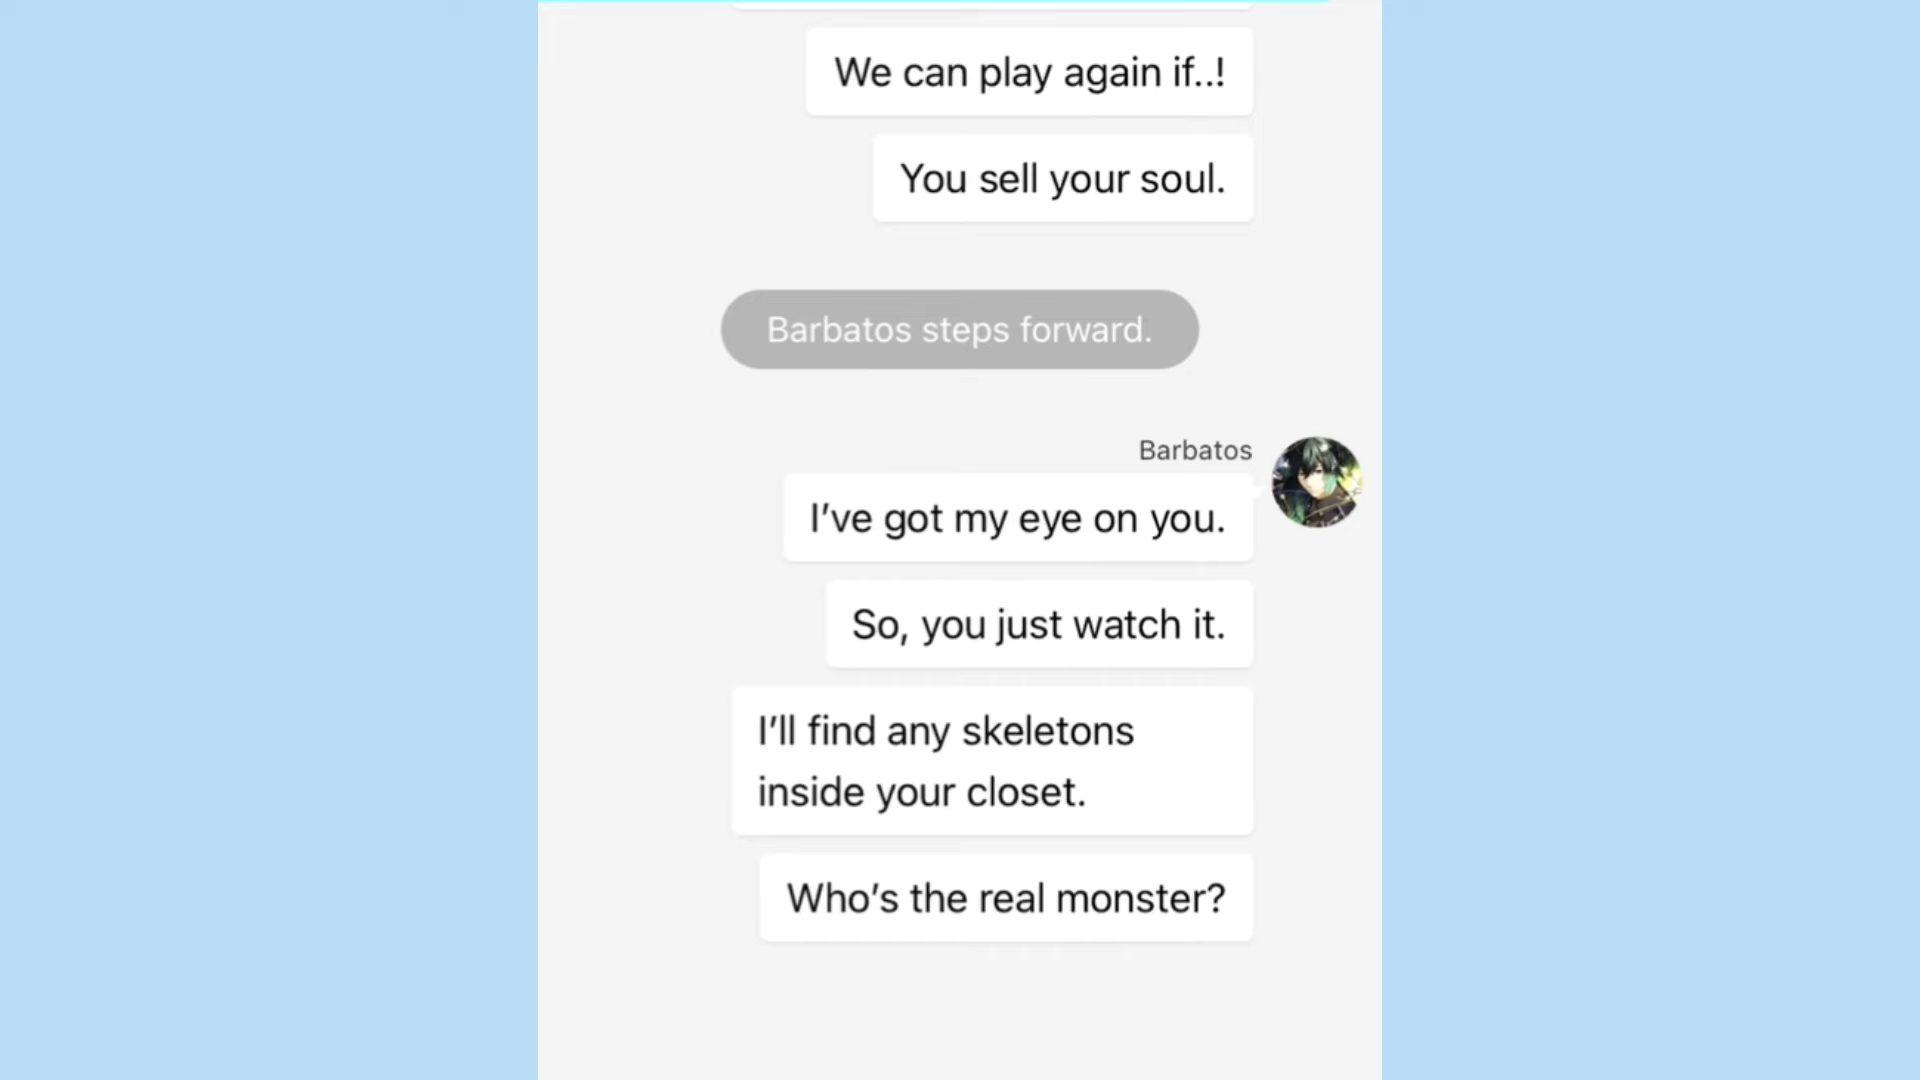 We can play again if..!
You sell your soul.
Barbatos steps forward.
Barbatos
I’ve got my eye on you.
So, you just watch it.
I’ll find any skeletons
inside your closet.
Who’s the real monster?